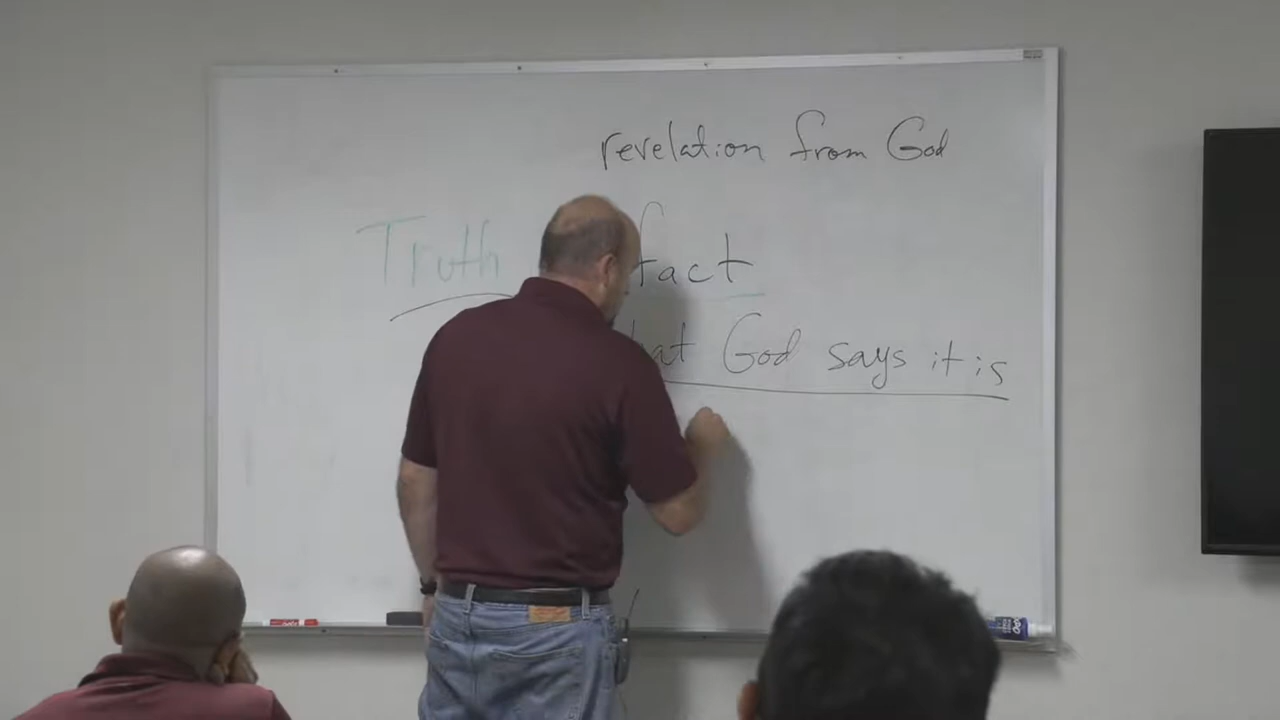 revelation from God
Truth
fact
God says it is